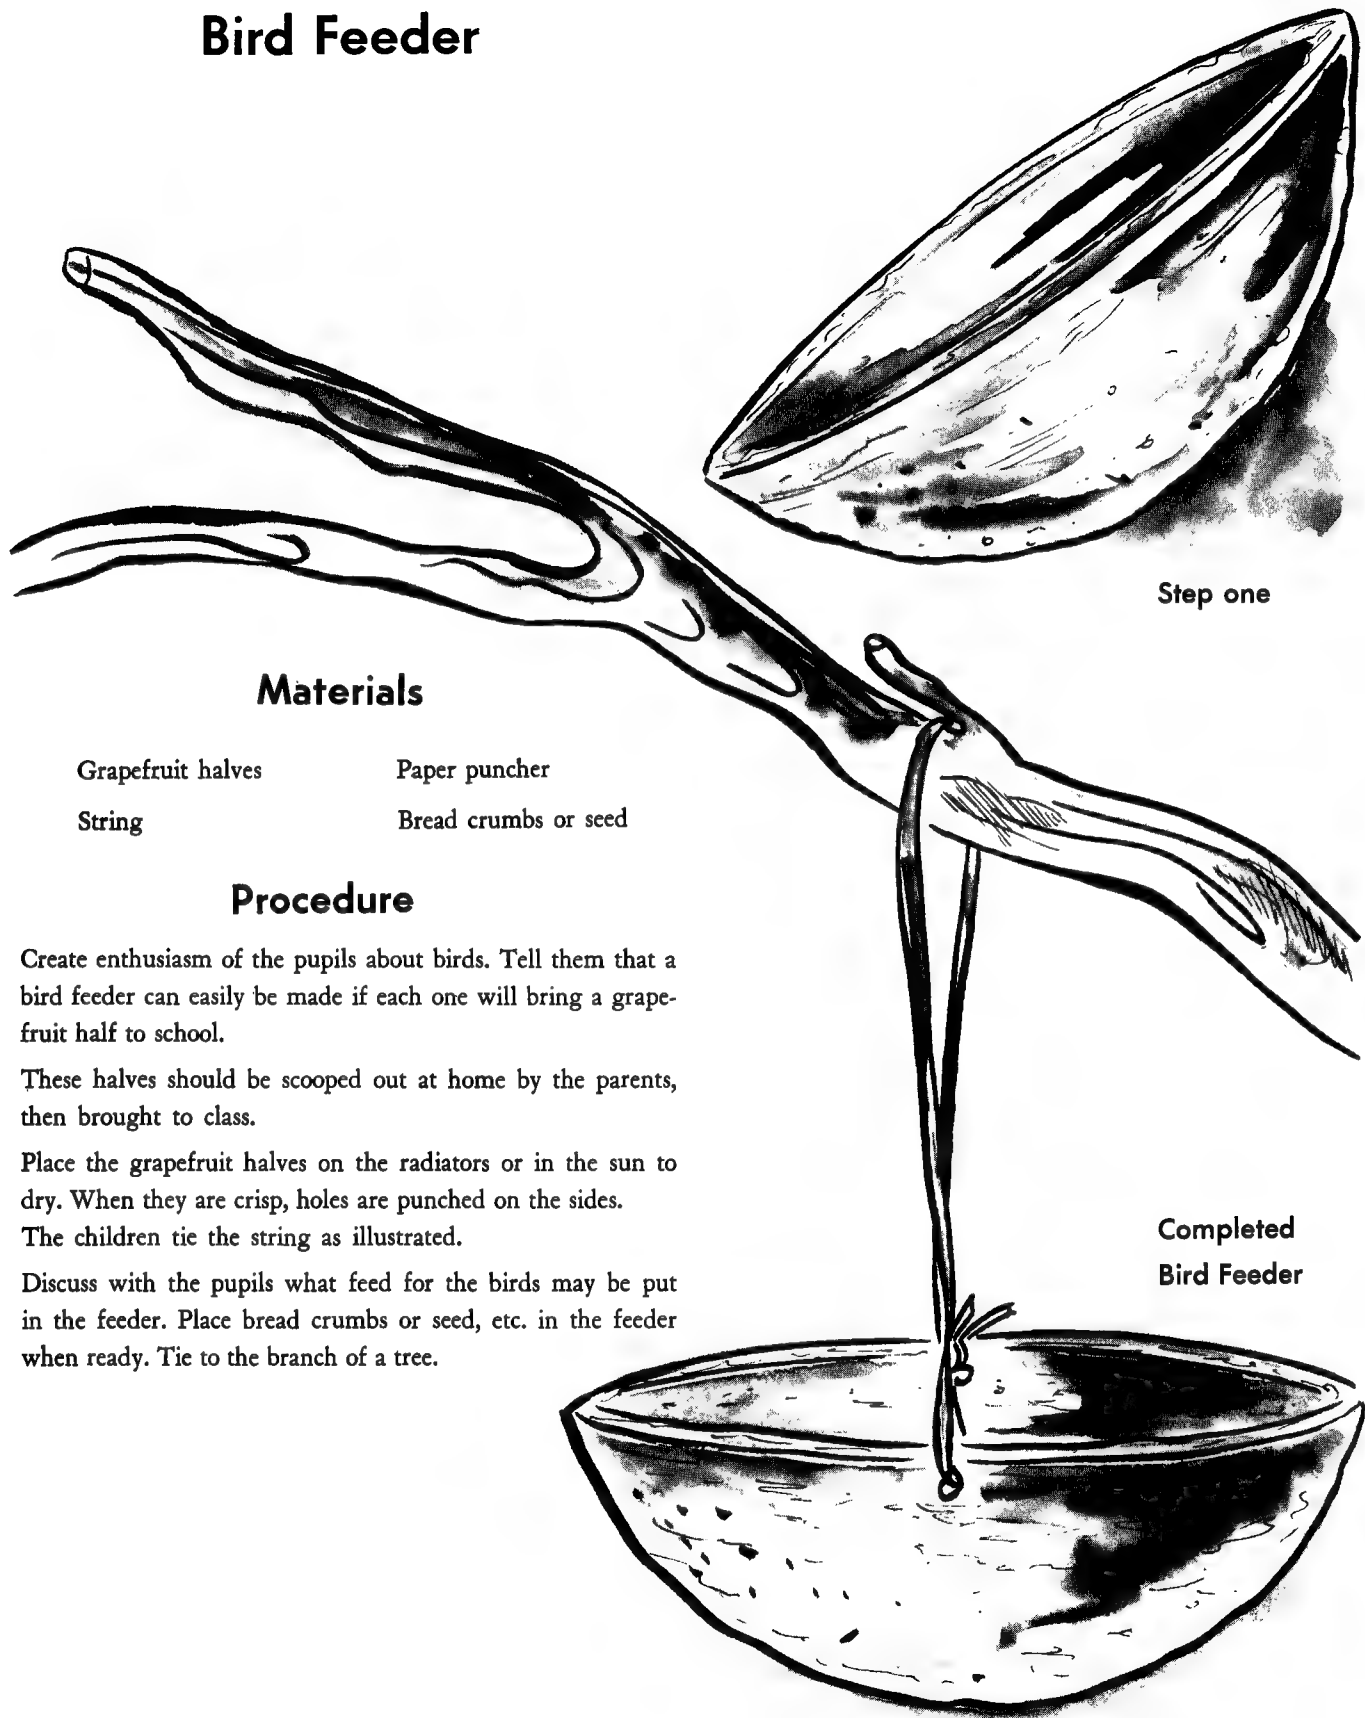 Bird Feeder
Step one
Materials
Grapefruit halves
Paper puncher
String
Bread crumbs or seed
Procedure
Create enthusiasm of the pupils about birds. Tell them that a
bird feeder can easily be made if each one will bring a grape-
fruit half to school.
These halves should be scooped out at home by the parents,
then brought to class.
Place the grapefruit halves on the radiators or in the sun to
dry. When they are crisp, holes are punched on the sides.
The children tie the string as illustrated.
Discuss with the pupils what feed for the birds may be put
in the feeder. Place bread crumbs or seed, etc. in the feeder
when ready. Tie to the branch of a tree.
Completed
Bird Feeder